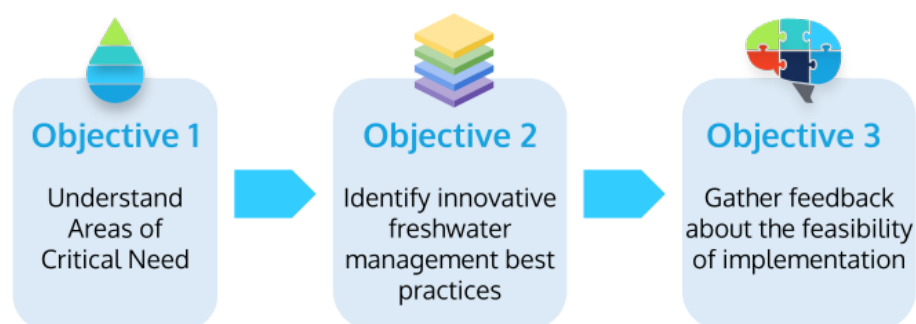 Objective 1
Understand
Areas of
Critical Need
Objective 2
Identify innovative
freshwater
management best
practices
Objective 3
Gather feedback
about the feasibility
of implementation